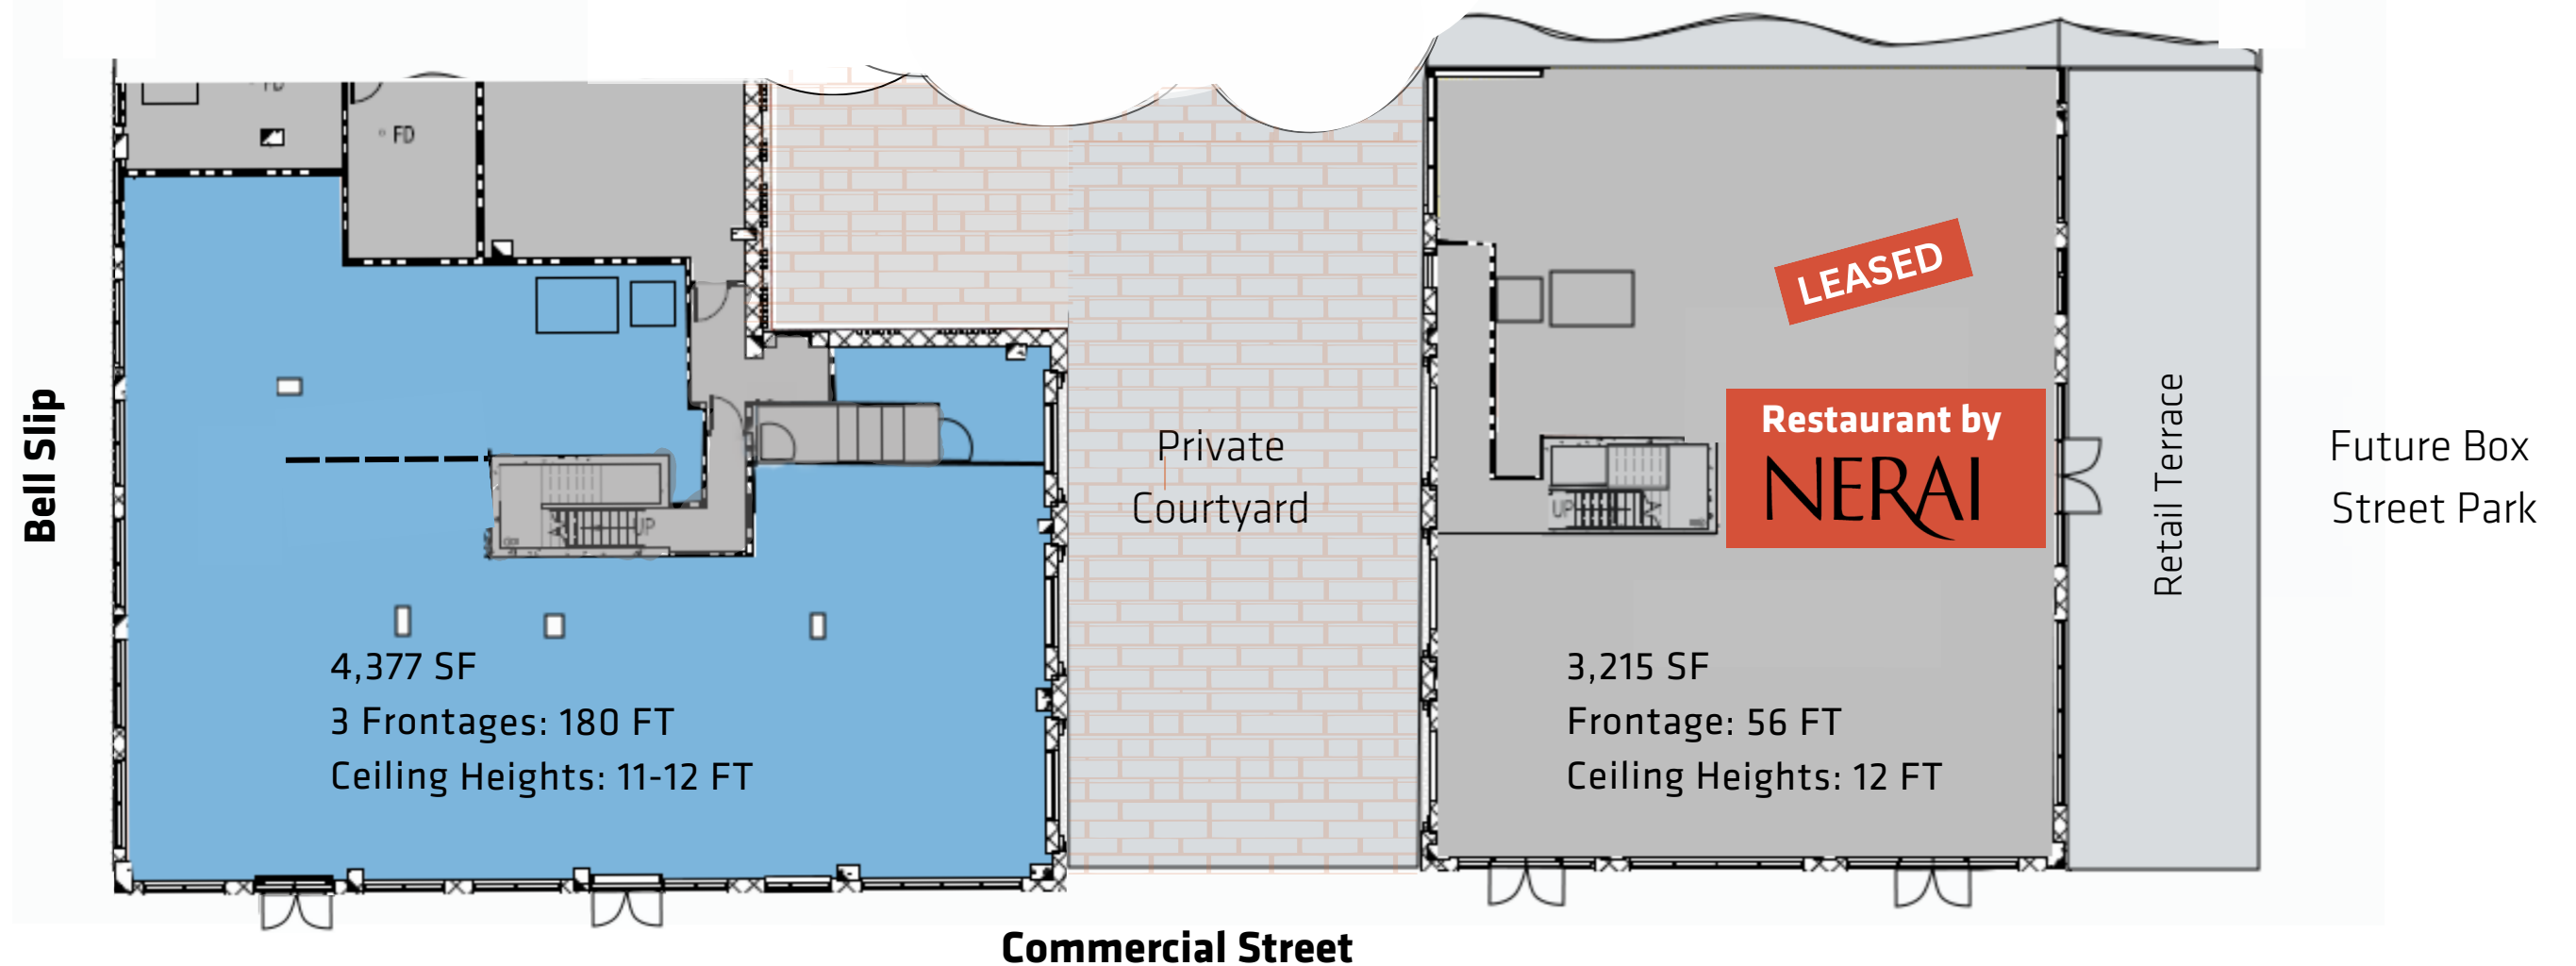 FD
LEASED
Restaurant by
NERAI
Bell Slip
Private
Courtyard
Retail Terrace
Future Box
Street Park
UP
UP
4,377 SF
3 Frontages: 180 FT
Ceiling Heights: 11-12 FT
3,215 SF
Frontage: 56 FT
Ceiling Heights: 12 FT
Commercial Street